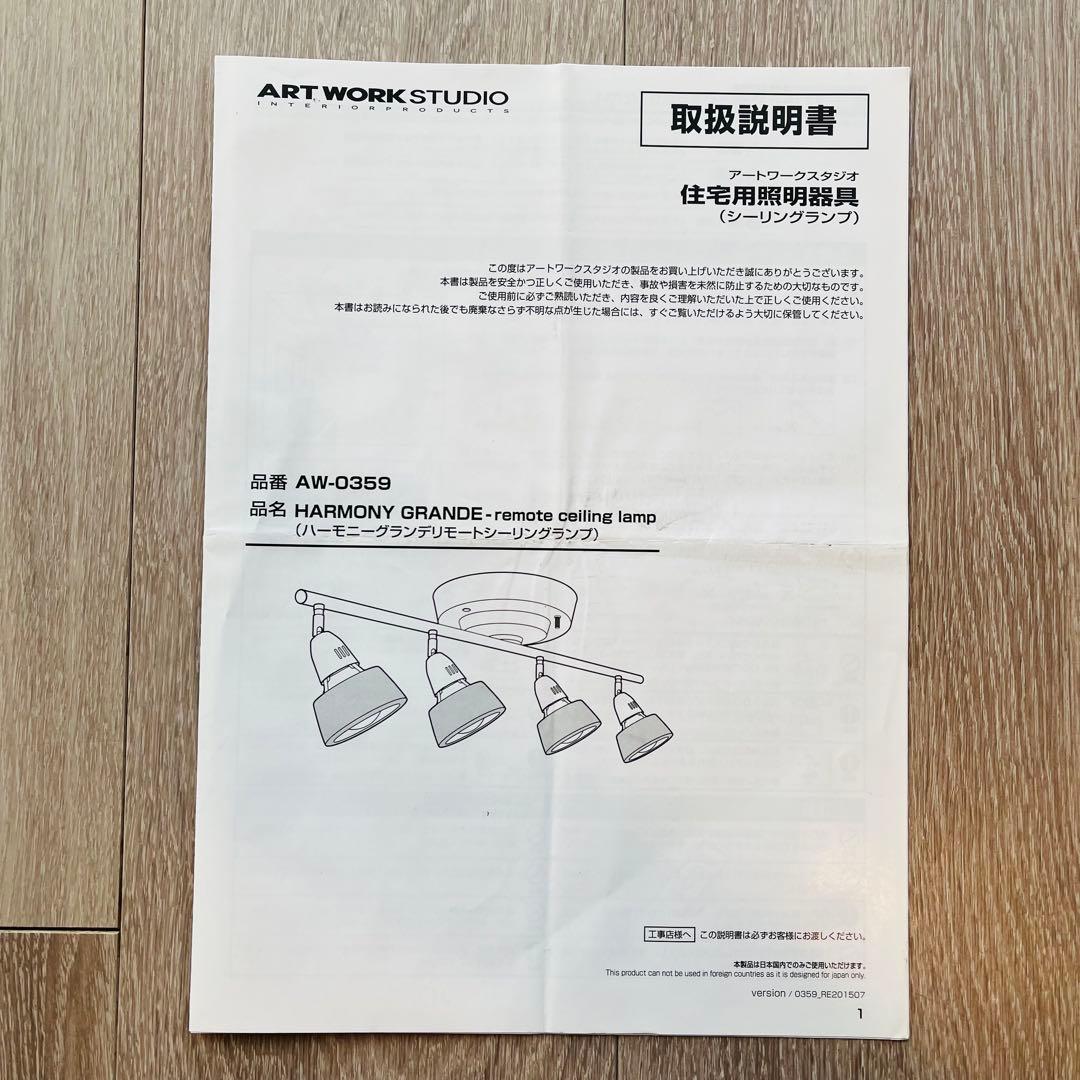 ART WORK STUDIO
INTERIORPRODUCTS
取扱説明書
アートワークスタジオ
住宅用照明器具
（シーリングランプ）
この度はアートワークスタジオの製品をお買い上げいただき誠にありがとうございます。
本書は製品を安全かつ正しくご使用いただき、事故や損害を未然に防止するための大切なものです。
ご使用前に必ずご熟読いただき、内容を良くご理解いただいた上で正しくご使用ください。
本書はお読みになられた後でも廃棄なさらず不明な点が生じた場合には、すぐご覧いただけるよう大切に保管してください。
品番 AW-0359
品名 HARMONY GRANDE - remote ceiling lamp
（ハーモニーグランデリモートシーリングランプ）
工事店様へ この説明書は必ずお客様にお渡しください。
本製品は日本国内でのみご使用いただけます。
This product can not be used in foreign countries as it is designed for japan only.
version / 0359_RE201507
1